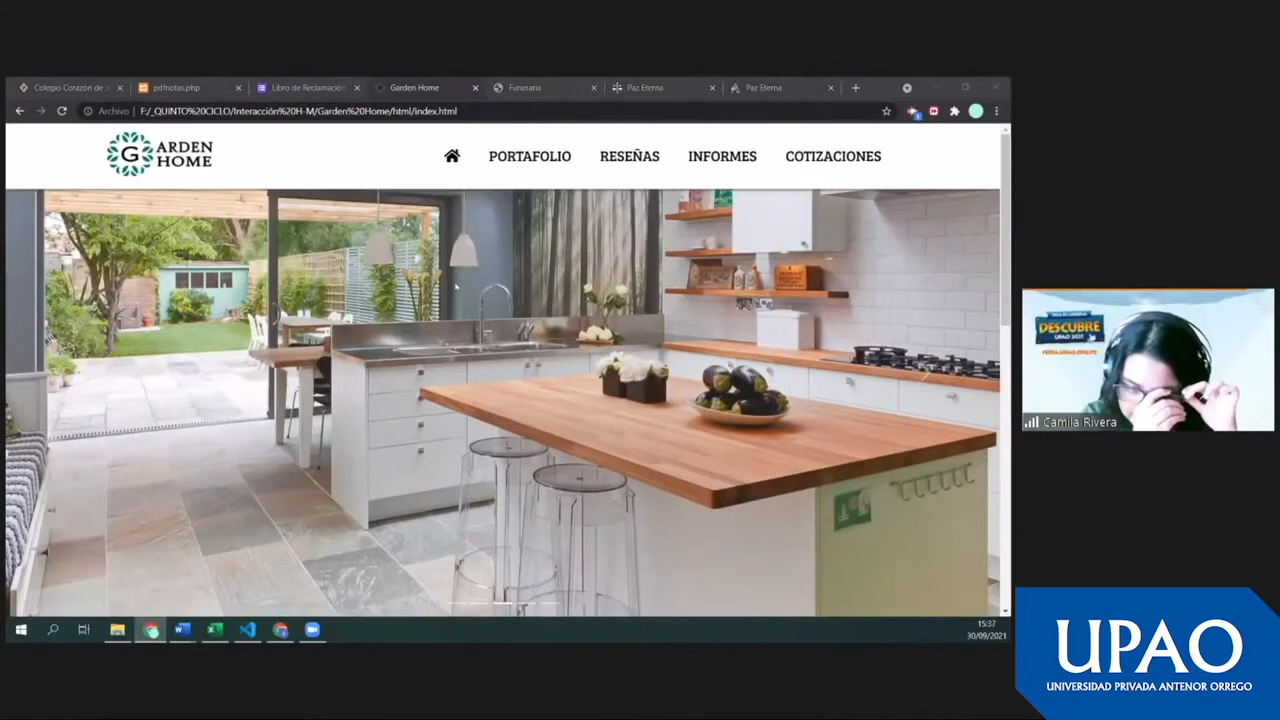 Colegio Corazón de J
pdfnotas.php
Libro de Reclamación
Garden Home
Funeraria
Paz Eterna
Paz Eterna
Archivo
F:/_QUINTO%20CICLO/Interacción%20H-M/Garden%20Home/html/index.html
G ARDEN
HOME
PORTAFOLIO
RESEÑAS
INFORMES
COTIZACIONES
DESCUBRE
UPAO 2021
Camila Rivera
15:37
30/09/2021
UPAO
UNIVERSIDAD PRIVADA ANTENOR ORREGO